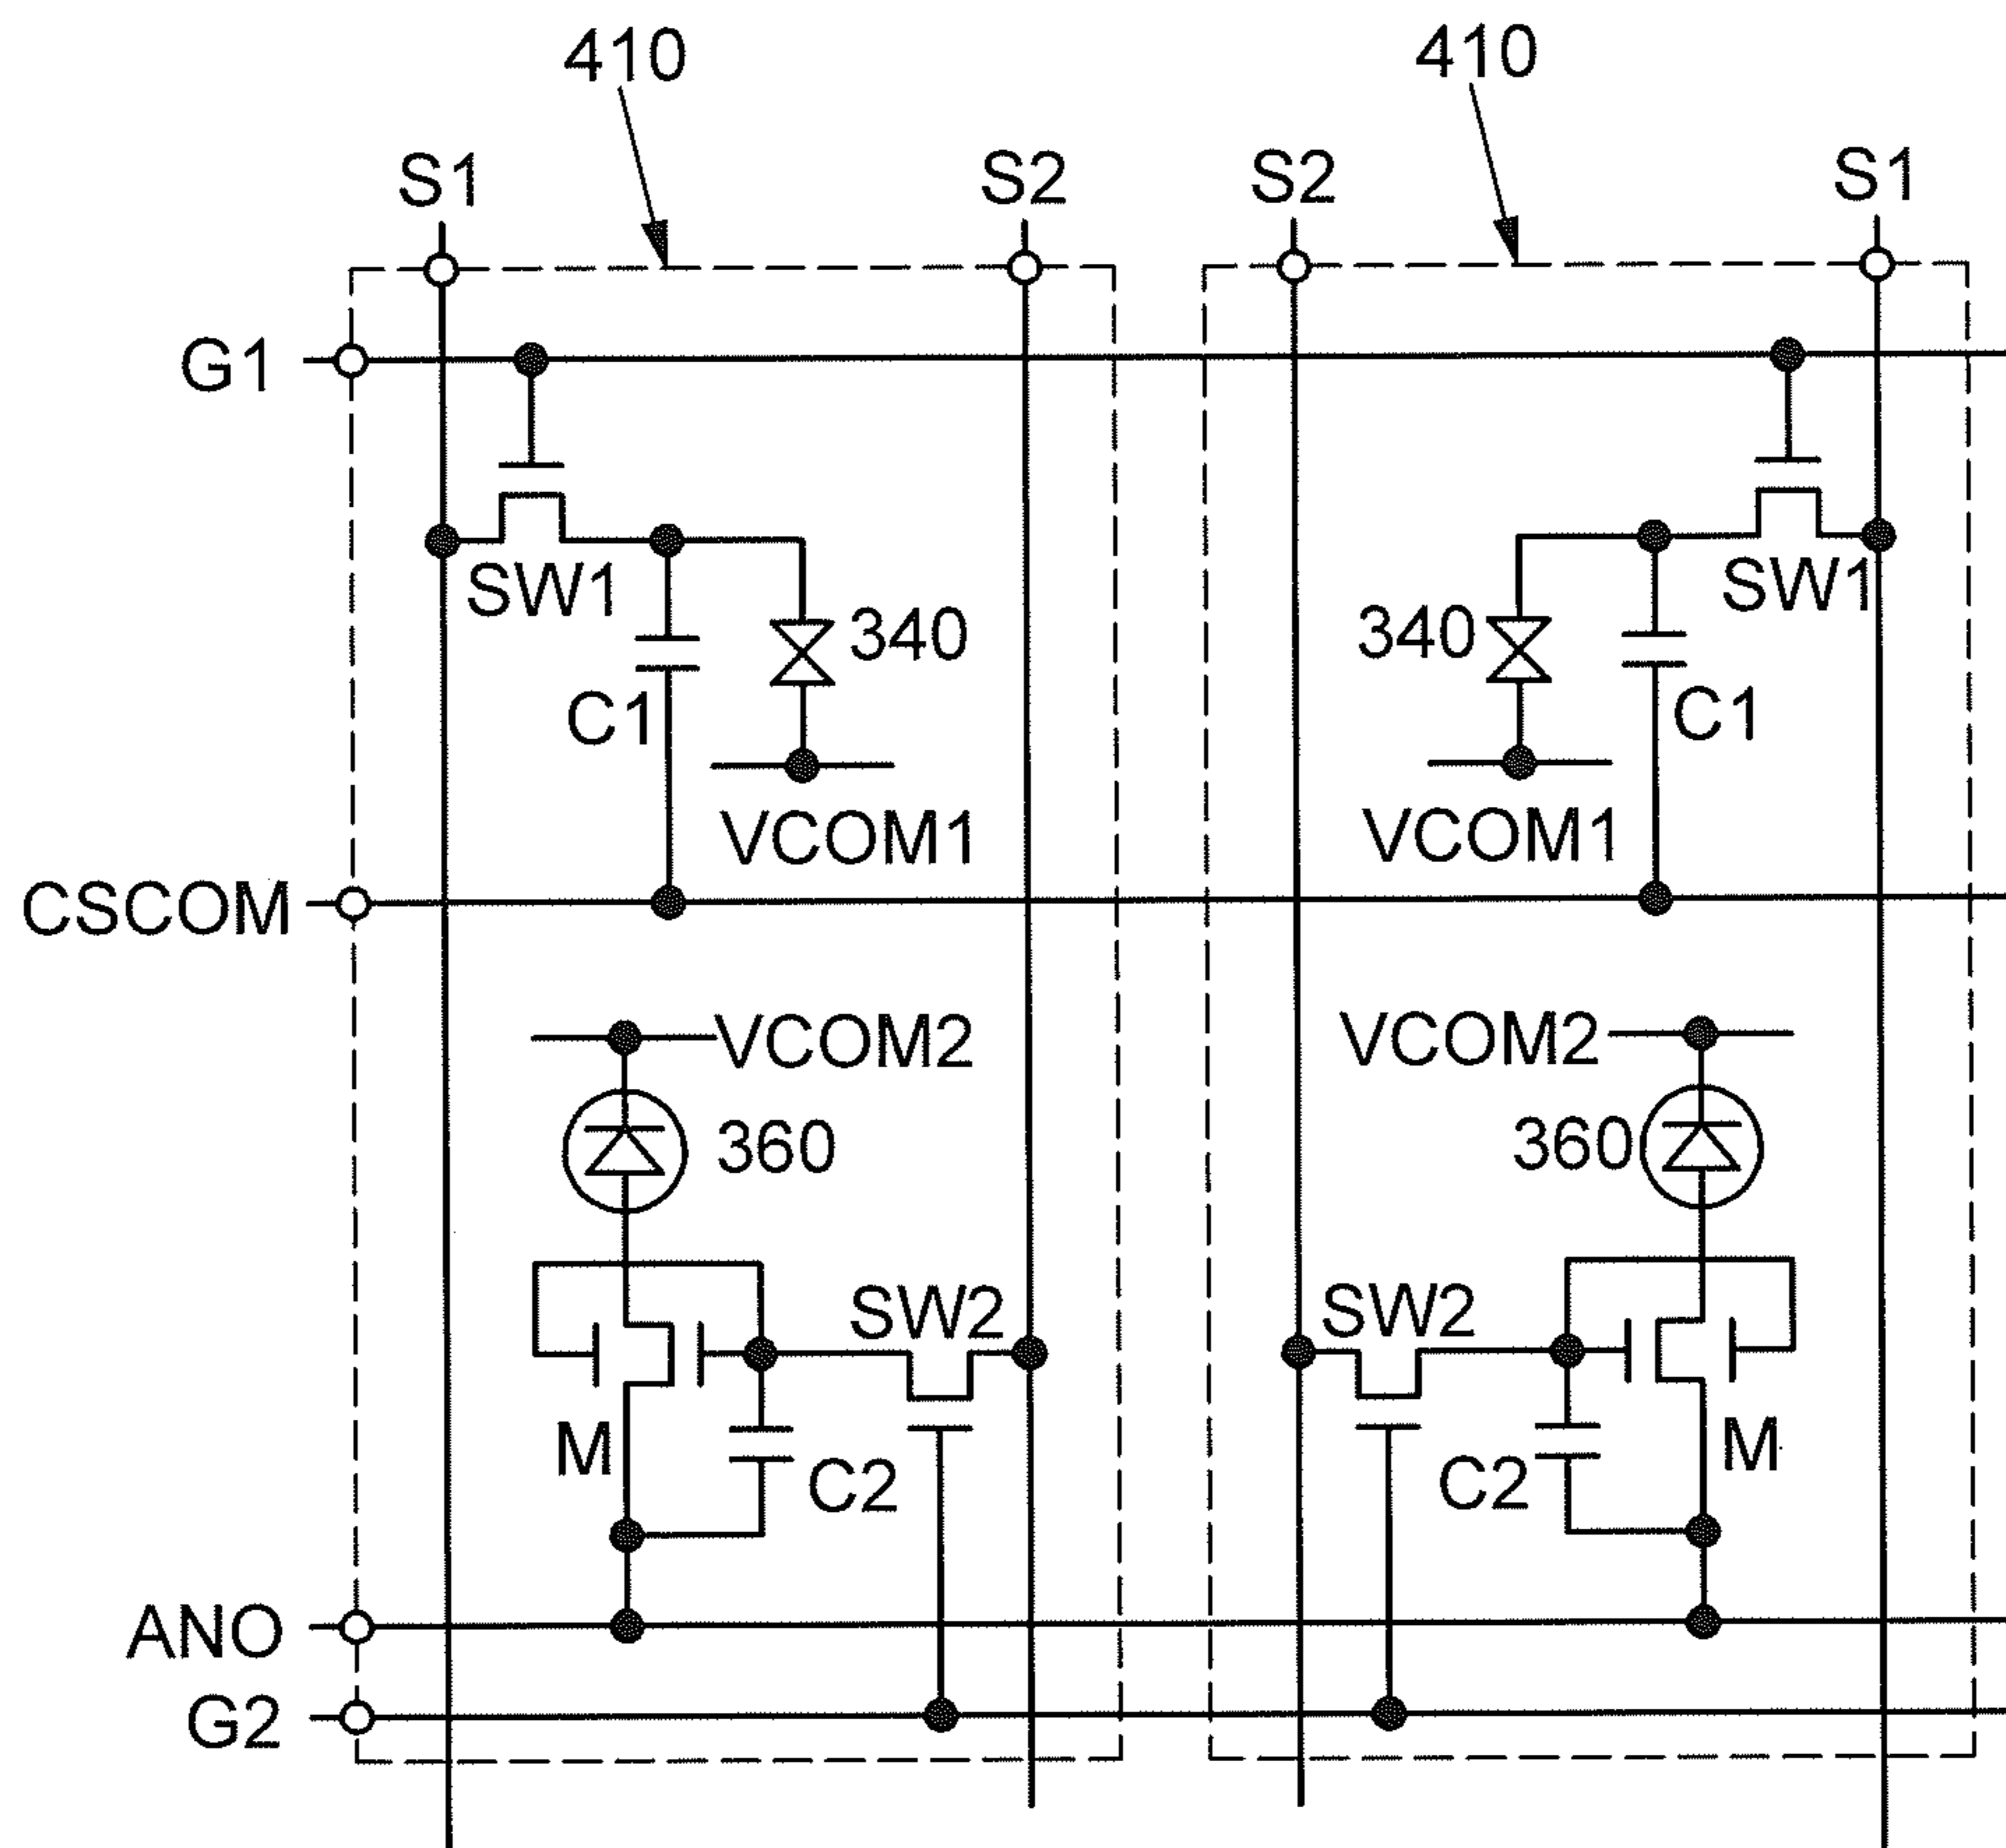 410 410
S1 S2 S2 S1
G1
SW1 SW1
340 340
C1 C1
VCOM1 VCOM1
CSCOM
VCOM2 VCOM2
360 360
SW2 SW2
M M
C2 C2
ANO
G2